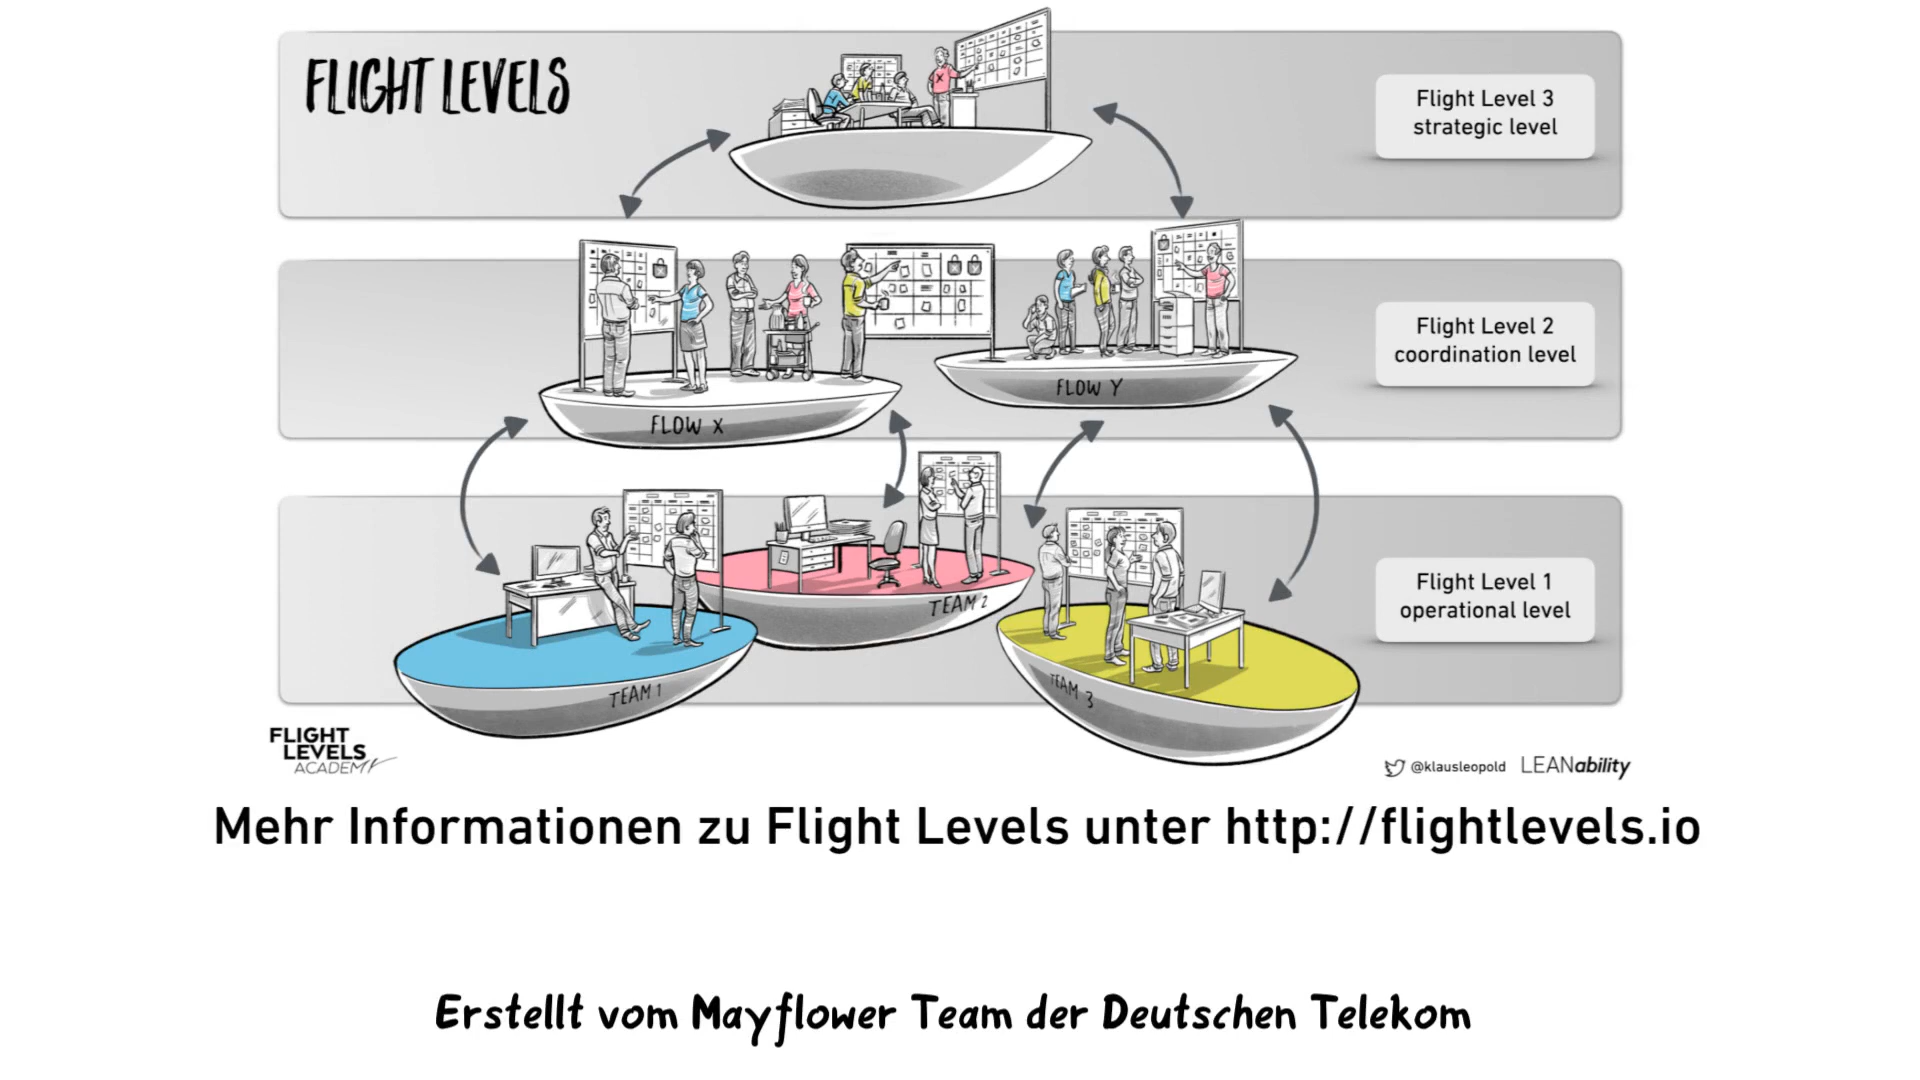 FLIGHT LEVELS
Flight Level 3
strategic level
Flight Level 2
coordination level
FLOW X
FLOW Y
Flight Level 1
operational level
TEAM 1
TEAM 2
TEAM 3
FLIGHT
LEVELS
ACADEMY
@klausleopold LEANability
Mehr Informationen zu Flight Levels unter http://flightlevels.io
Erstellt vom Mayflower Team der Deutschen Telekom